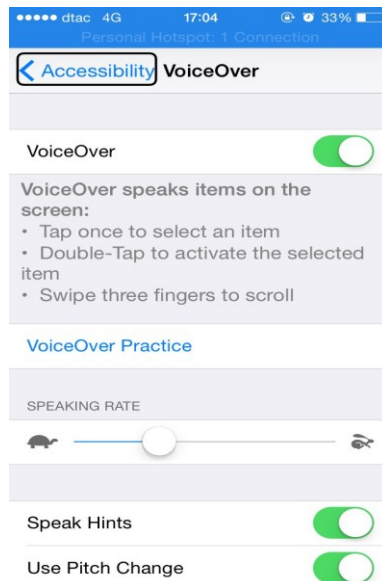 dtac 4G 17:04 33%
Personal Hotspot: 1 Connection
Accessibility VoiceOver
VoiceOver
VoiceOver speaks items on the
screen:
• Tap once to select an item
• Double-Tap to activate the selected
item
• Swipe three fingers to scroll
VoiceOver Practice
SPEAKING RATE
Speak Hints
Use Pitch Change